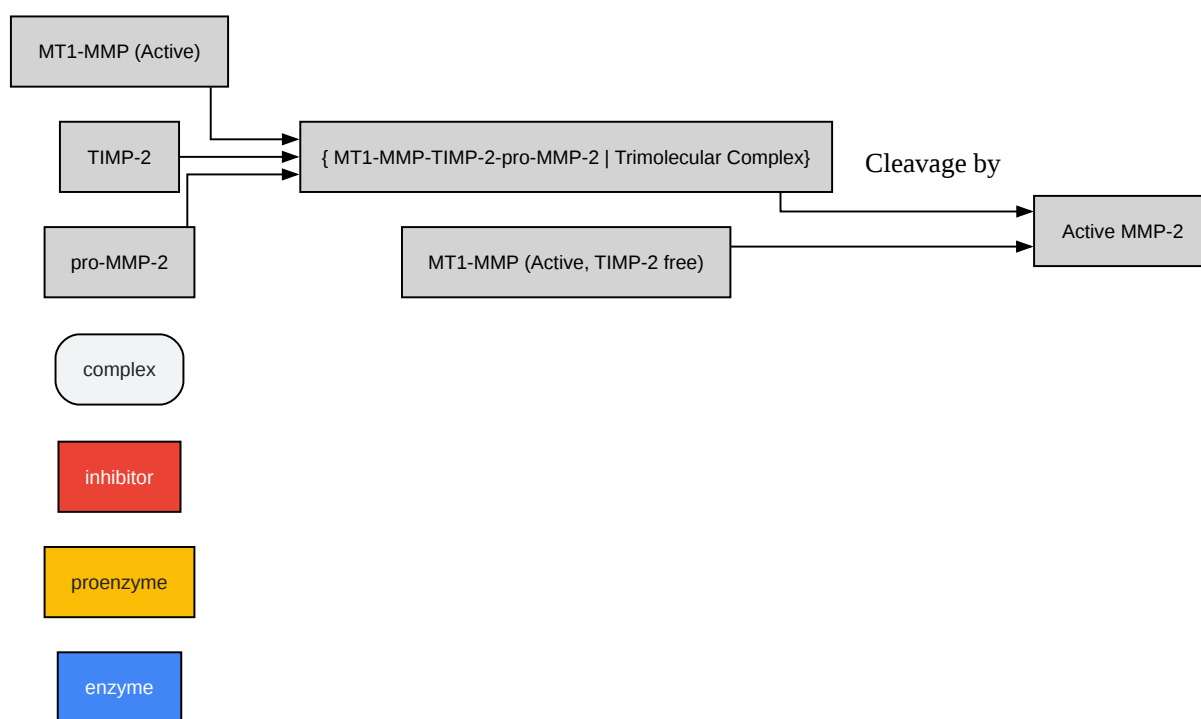 MT1-MMP (Active)
TIMP-2
{ MT1-MMP-TIMP-2-pro-MMP-2 | Trimolecular Complex}
Cleavage by
Active MMP-2
pro-MMP-2
MT1-MMP (Active, TIMP-2 free)
complex
inhibitor
proenzyme
enzyme